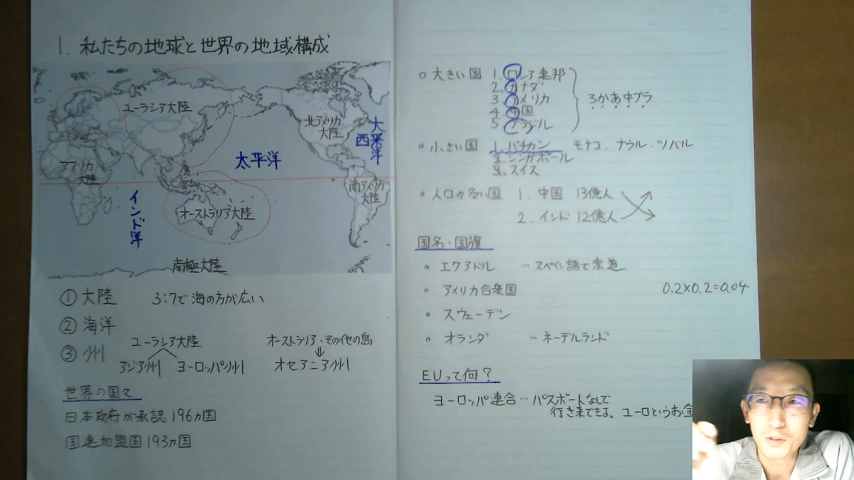 1. 私たちの地球と世界の地域構成
ユーラシア大陸
北アメリカ大陸
大西洋
太平洋
アフリカ大陸
南アメリカ大陸
インド洋
オーストラリア大陸
南極大陸
① 大陸 3:7で海の方が広い
② 海洋
③ 州
ユーラシア大陸
アジア州 ヨーロッパ州
オーストラリア・その他の島
⇓
オセアニア州
世界の国々
日本政府が承認 196ヵ国
国連加盟国 193ヵ国
○ 大きい国 1. ロシア連邦
2. カナダ
3. アメリカ
4. 中国
5. ブラジル
ろかあ中ブラ
○ 小さい国 1. バチカン モナコ・ナウル・ツバル
2. シンガポール
3. スイス
○ 人口の多い国 1. 中国 13億人
2. インド 12億人
国名・国旗
○ エクアドル …スペイン語で赤道
○ アメリカ合衆国 0.2×0.2=0.04
○ スウェーデン
○ オランダ …ネーデルランド
EUって何?
ヨーロッパ連合…パスポートなしで
行き来できる。ユーロというお金